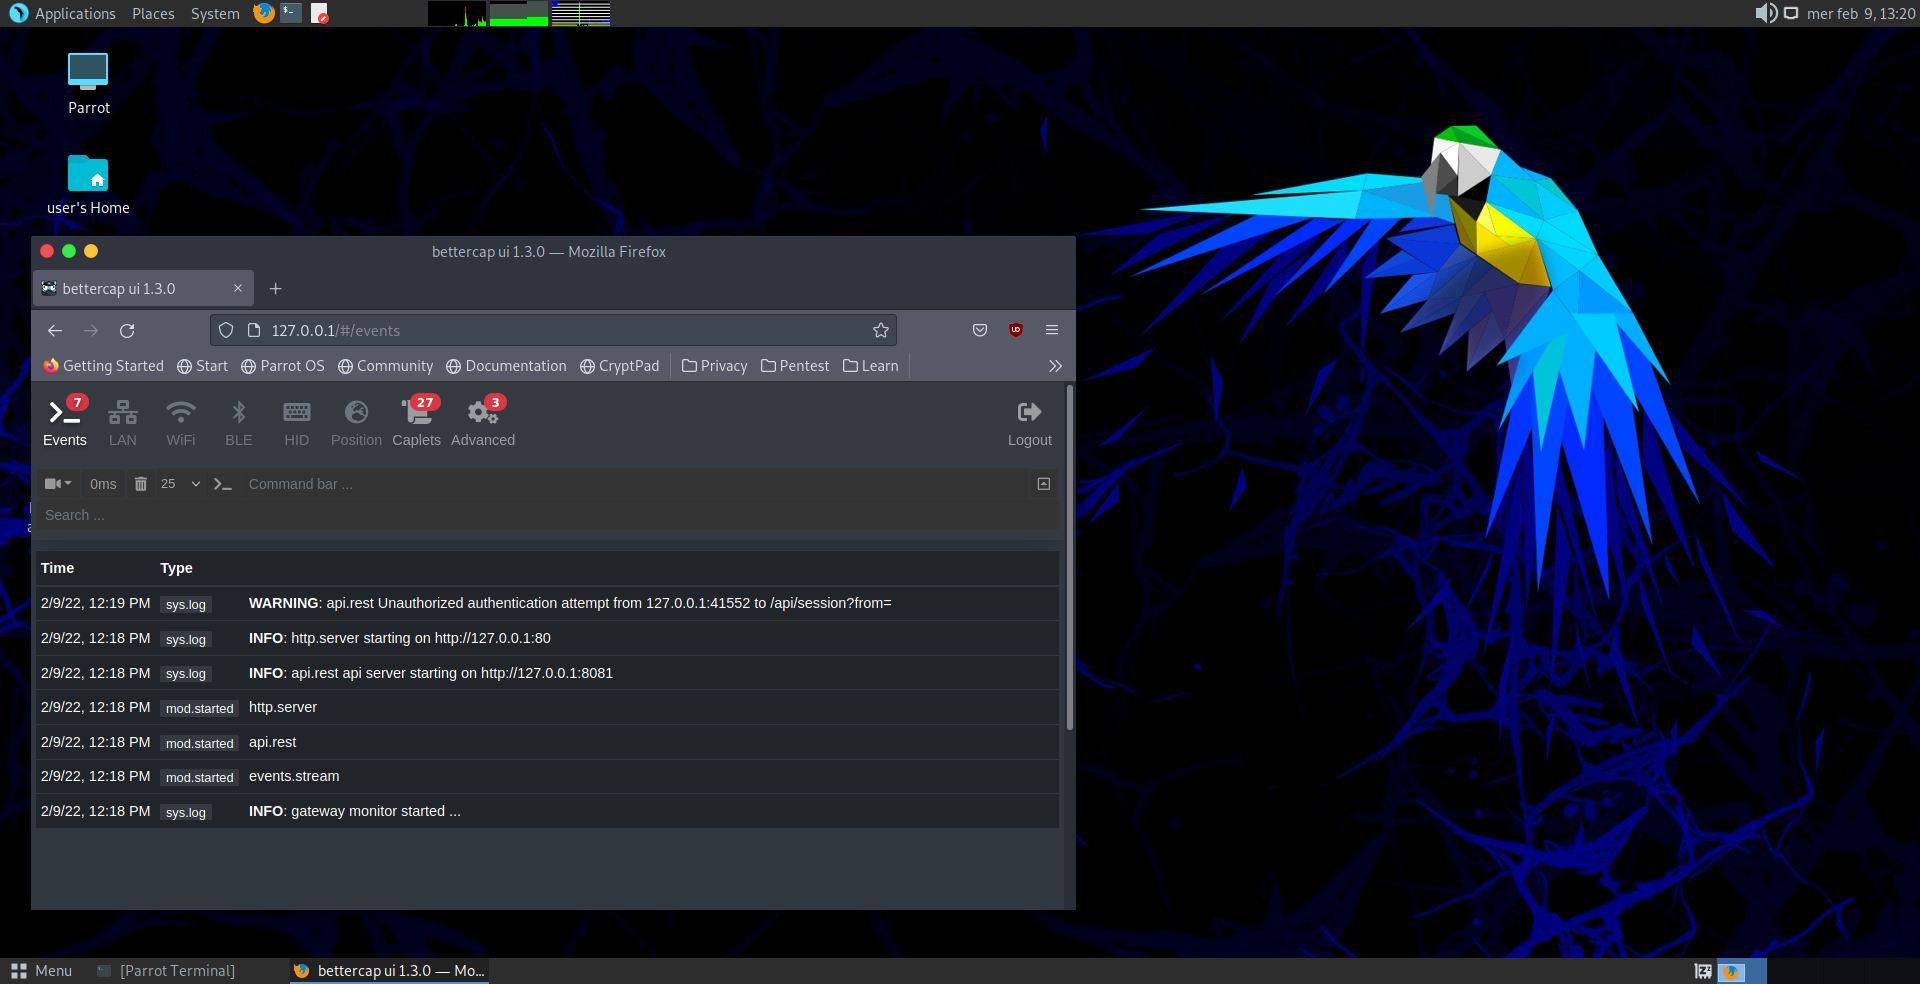 Applications Places System mer feb 9, 13:20
Parrot
user's Home
bettercap ui 1.3.0 — Mozilla Firefox
bettercap ui 1.3.0
127.0.0.1/#/events
Getting Started Start Parrot OS Community Documentation CryptPad Privacy Pentest Learn
7 27 3
Events LAN WiFi BLE HID Position Caplets Advanced Logout
0ms 25 Command bar ...
Search ...
Time Type
2/9/22, 12:19 PM sys.log WARNING: api.rest Unauthorized authentication attempt from 127.0.0.1:41552 to /api/session?from=
2/9/22, 12:18 PM sys.log INFO: http.server starting on http://127.0.0.1:80
2/9/22, 12:18 PM sys.log INFO: api.rest api server starting on http://127.0.0.1:8081
2/9/22, 12:18 PM mod.started http.server
2/9/22, 12:18 PM mod.started api.rest
2/9/22, 12:18 PM mod.started events.stream
2/9/22, 12:18 PM sys.log INFO: gateway monitor started ...
Menu [Parrot Terminal] bettercap ui 1.3.0 — Mo...